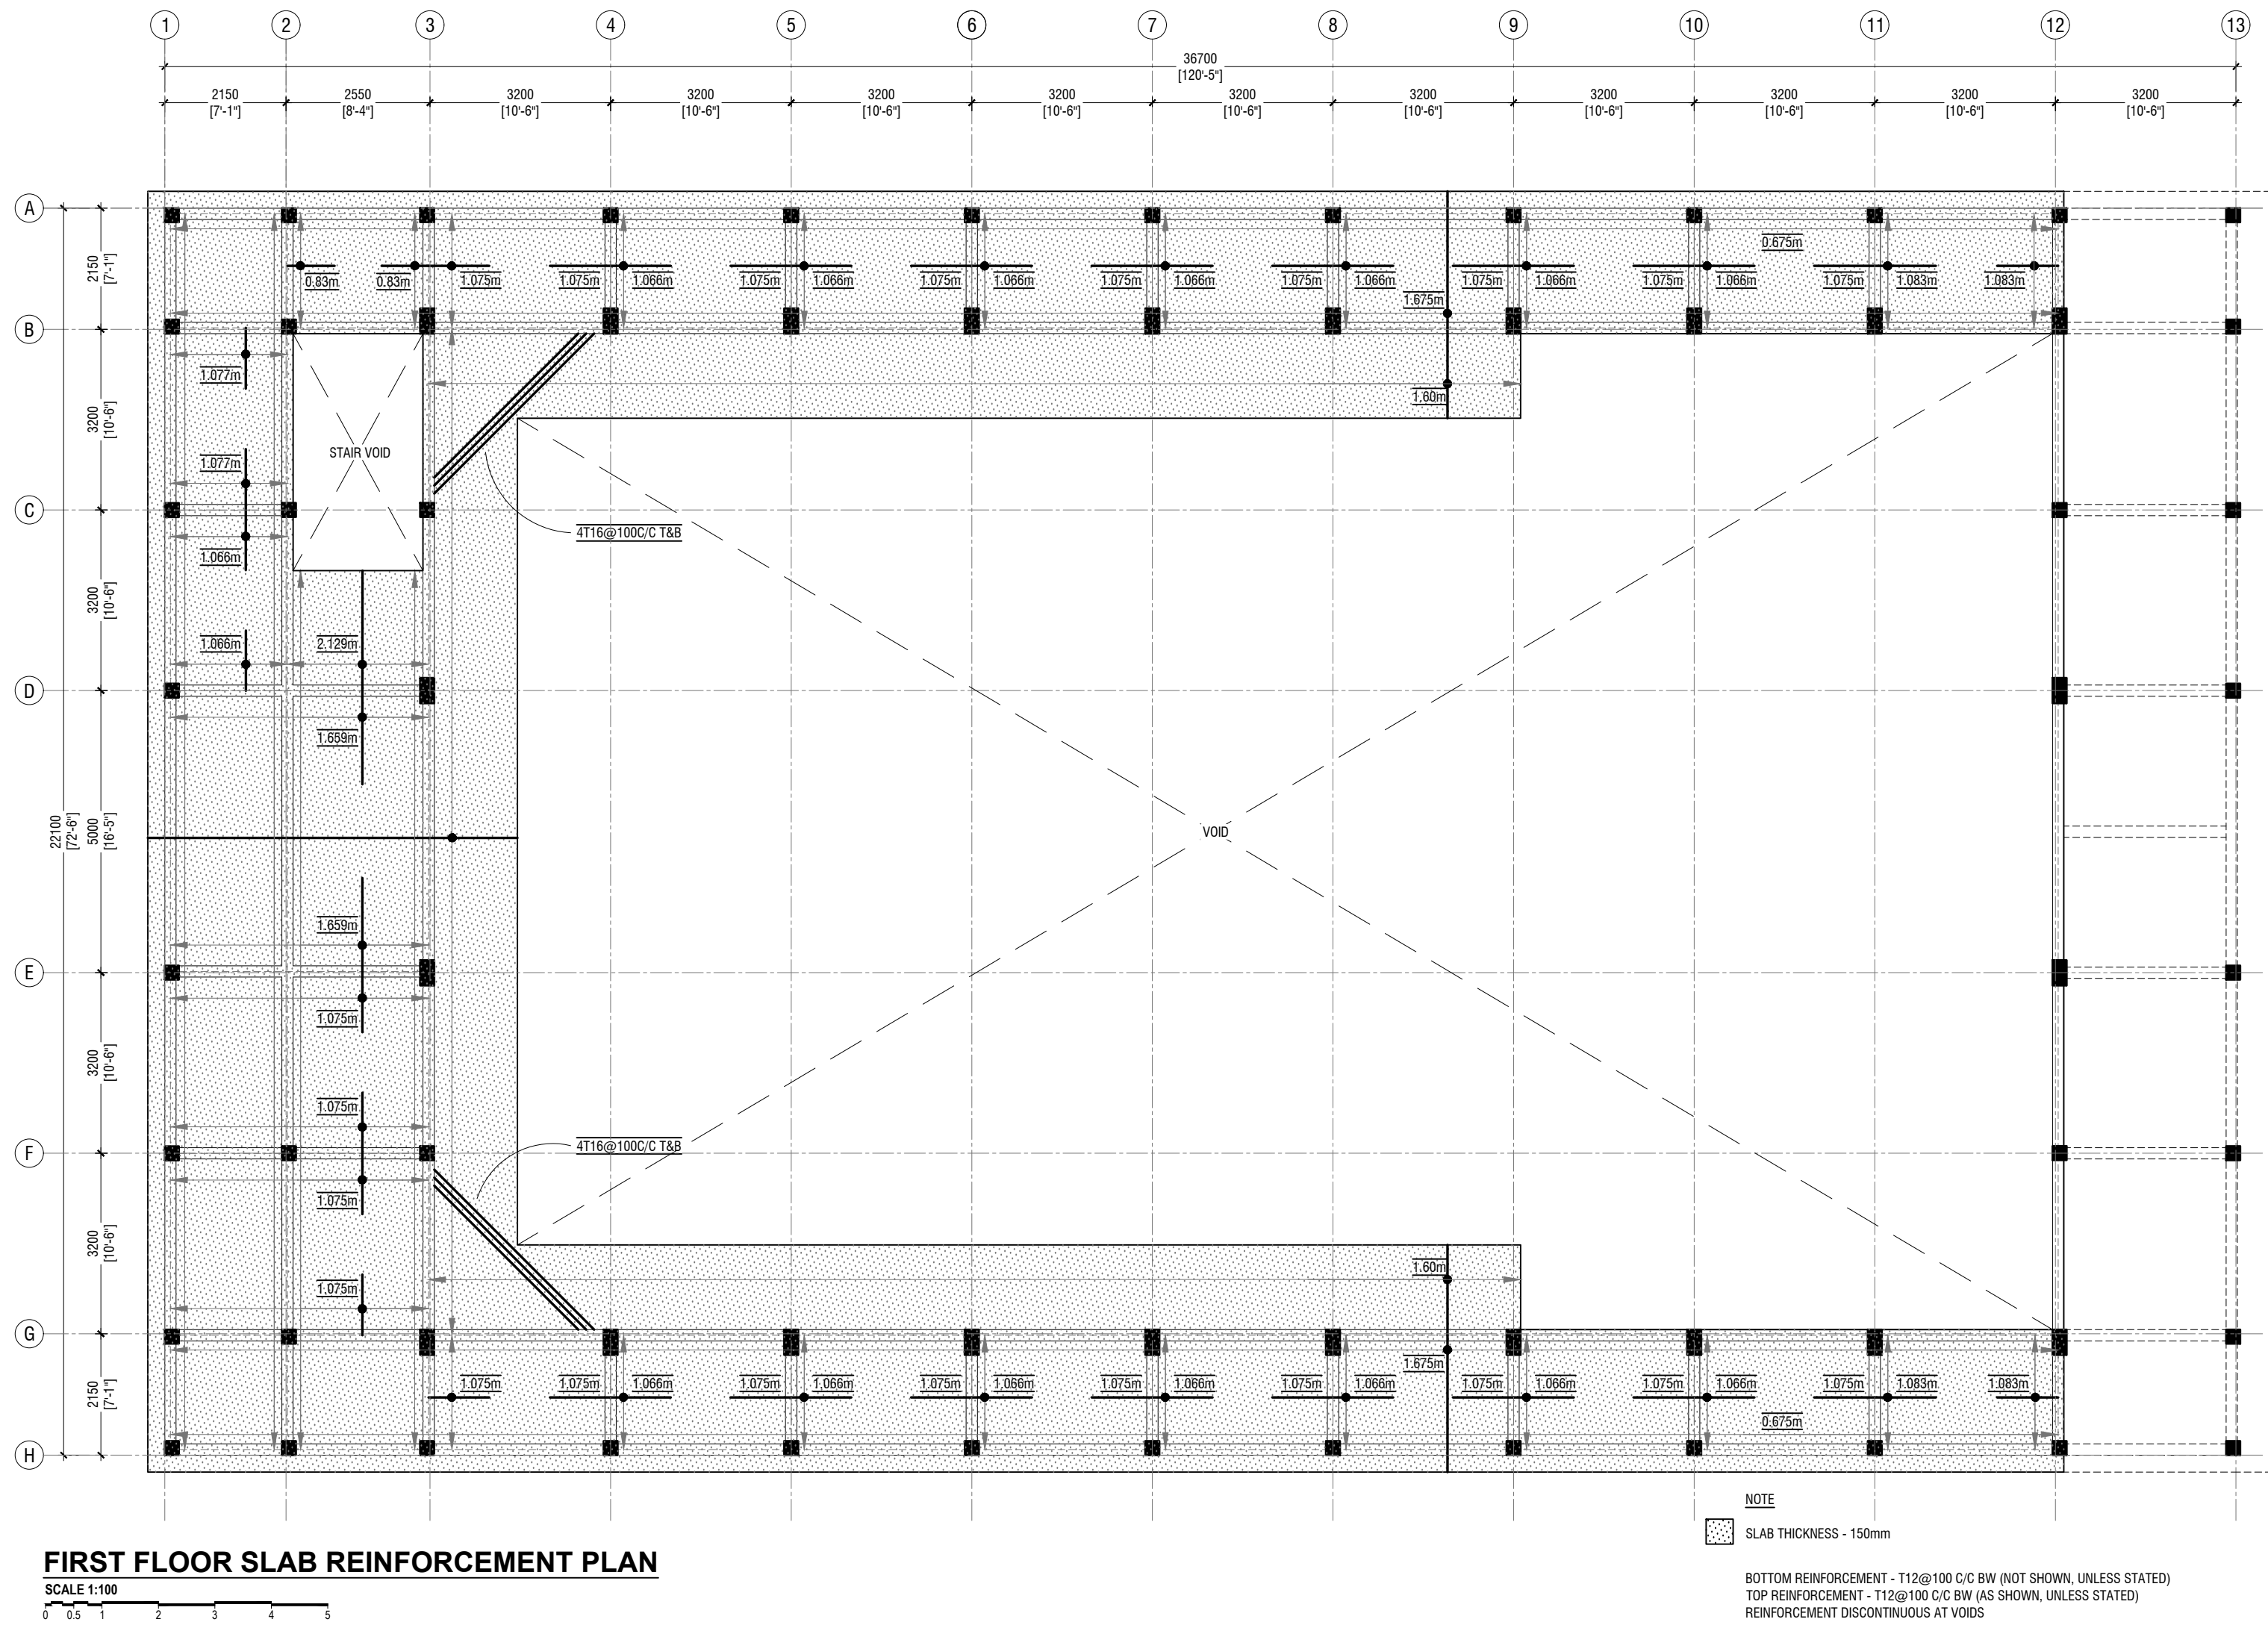 1 2 3 4 5 6 7 8 9 10 11 12 13
36700
[120'-5"]
2150 2550 3200 3200 3200 3200 3200 3200 3200 3200 3200 3200
[7'-1"] [8'-4"] [10'-6"] [10'-6"] [10'-6"] [10'-6"] [10'-6"] [10'-6"] [10'-6"] [10'-6"] [10'-6"] [10'-6"]
A
0.675m
2150
[7'-1"]
0.83m 0.83m 1.075m 1.075m 1.066m 1.075m 1.066m 1.075m 1.066m 1.075m 1.066m 1.075m 1.066m 1.075m 1.066m 1.075m 1.066m 1.075m 1.083m 1.083m
1.675m
B
1.077m
3200
[10'-6"]
1.60m
STAIR VOID
1.077m
C
4T16@100C/C T&B
1.066m
3200
[10'-6"]
1.066m 2.129m
D
1.659m
22100
[72'-6"]
5000
[16'-5"]
VOID
1.659m
E
1.075m
3200
[10'-6"]
1.075m
4T16@100C/C T&B
F
1.075m
3200
[10'-6"]
1.60m
1.075m
G
1.675m
2150
[7'-1"]
1.075m 1.075m 1.066m 1.075m 1.066m 1.075m 1.066m 1.075m 1.066m 1.075m 1.066m 1.075m 1.066m 1.075m 1.066m 1.075m 1.083m 1.083m
0.675m
H
NOTE
SLAB THICKNESS - 150mm
FIRST FLOOR SLAB REINFORCEMENT PLAN
SCALE 1:100
0 0.5 1 2 3 4 5
BOTTOM REINFORCEMENT - T12@100 C/C BW (NOT SHOWN, UNLESS STATED)
TOP REINFORCEMENT - T12@100 C/C BW (AS SHOWN, UNLESS STATED)
REINFORCEMENT DISCONTINUOUS AT VOIDS